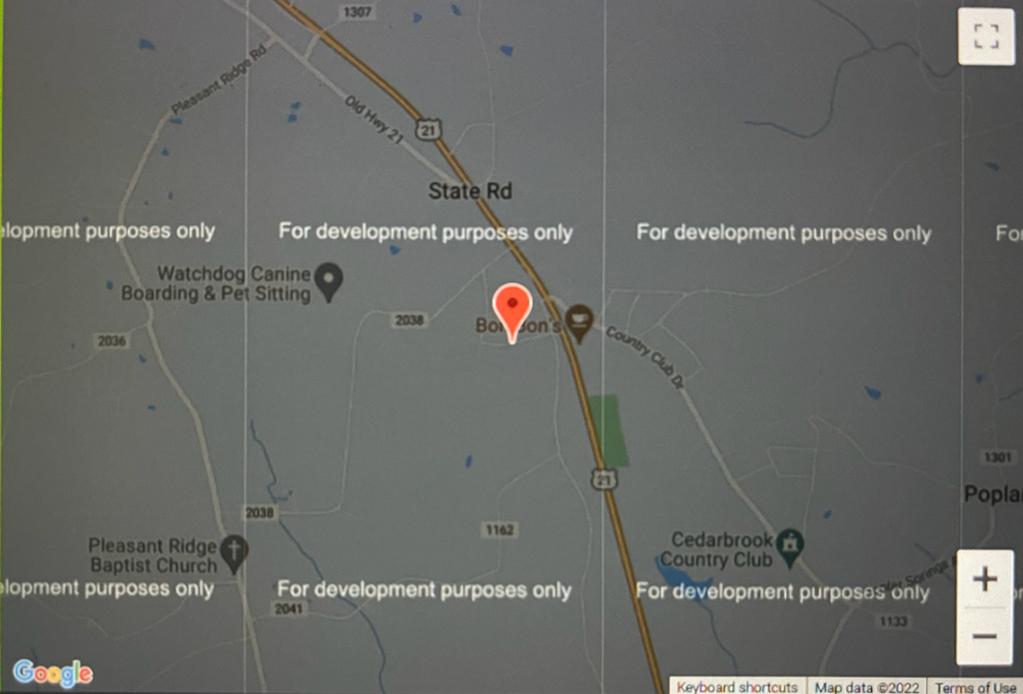 1307
Pleasant Ridge Rd
Old Hwy 21
21
State Rd
elopment purposes only
For development purposes only
For development purposes only
Fo
Watchdog Canine
Boarding & Pet Sitting
2038
2036
Country Club Dr
21
1301
Popla
2038
1162
Pleasant Ridge
Baptist Church
Cedarbrook
Country Club
elopment purposes only
For development purposes only
For development purposes only
2041
1133
+
−
Google
Keyboard shortcuts
Map data ©2022
Terms of Use